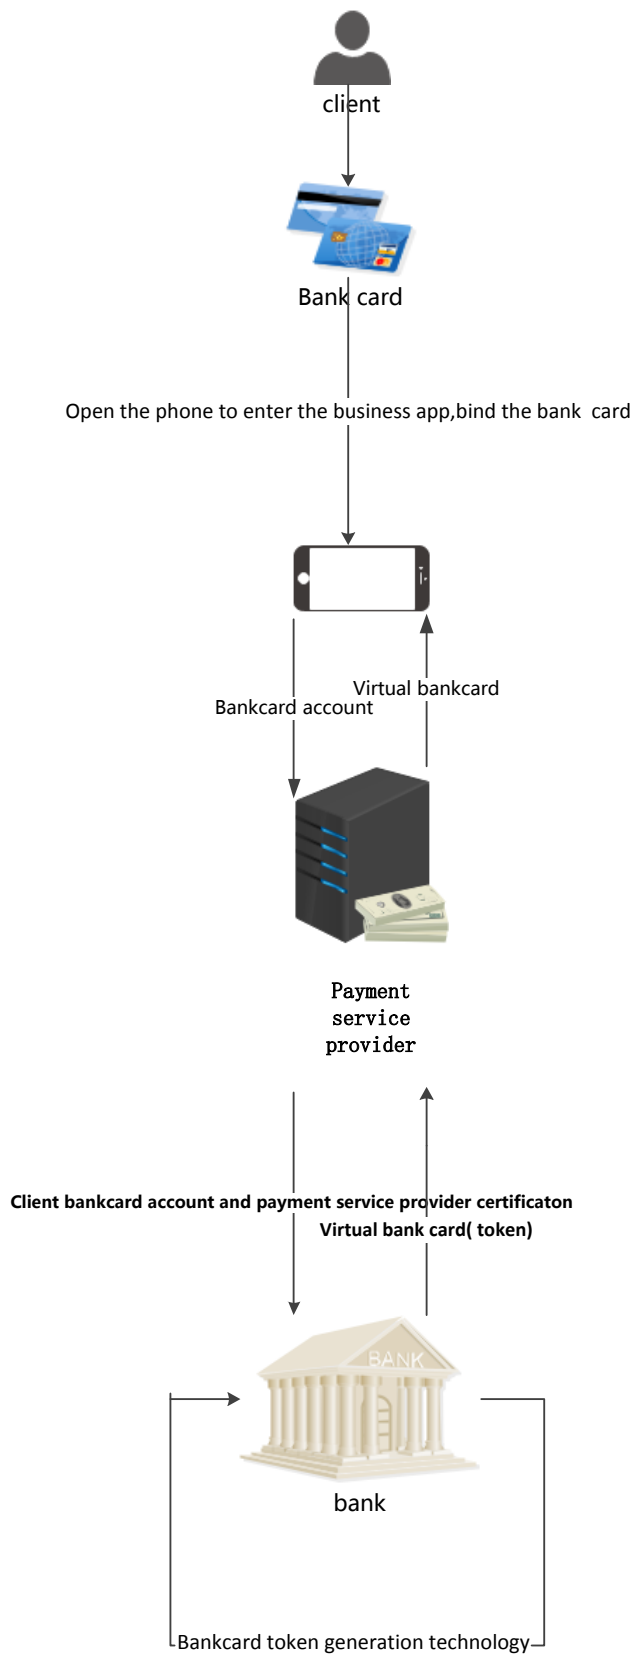 client
Bank card
Open the phone to enter the business app,bind the bank card
Virtual bankcard
Bankcard account
Payment
service
provider
Client bankcard account and payment service provider certificaton
Virtual bank card( token)
BANK
bank
Bankcard token generation technology